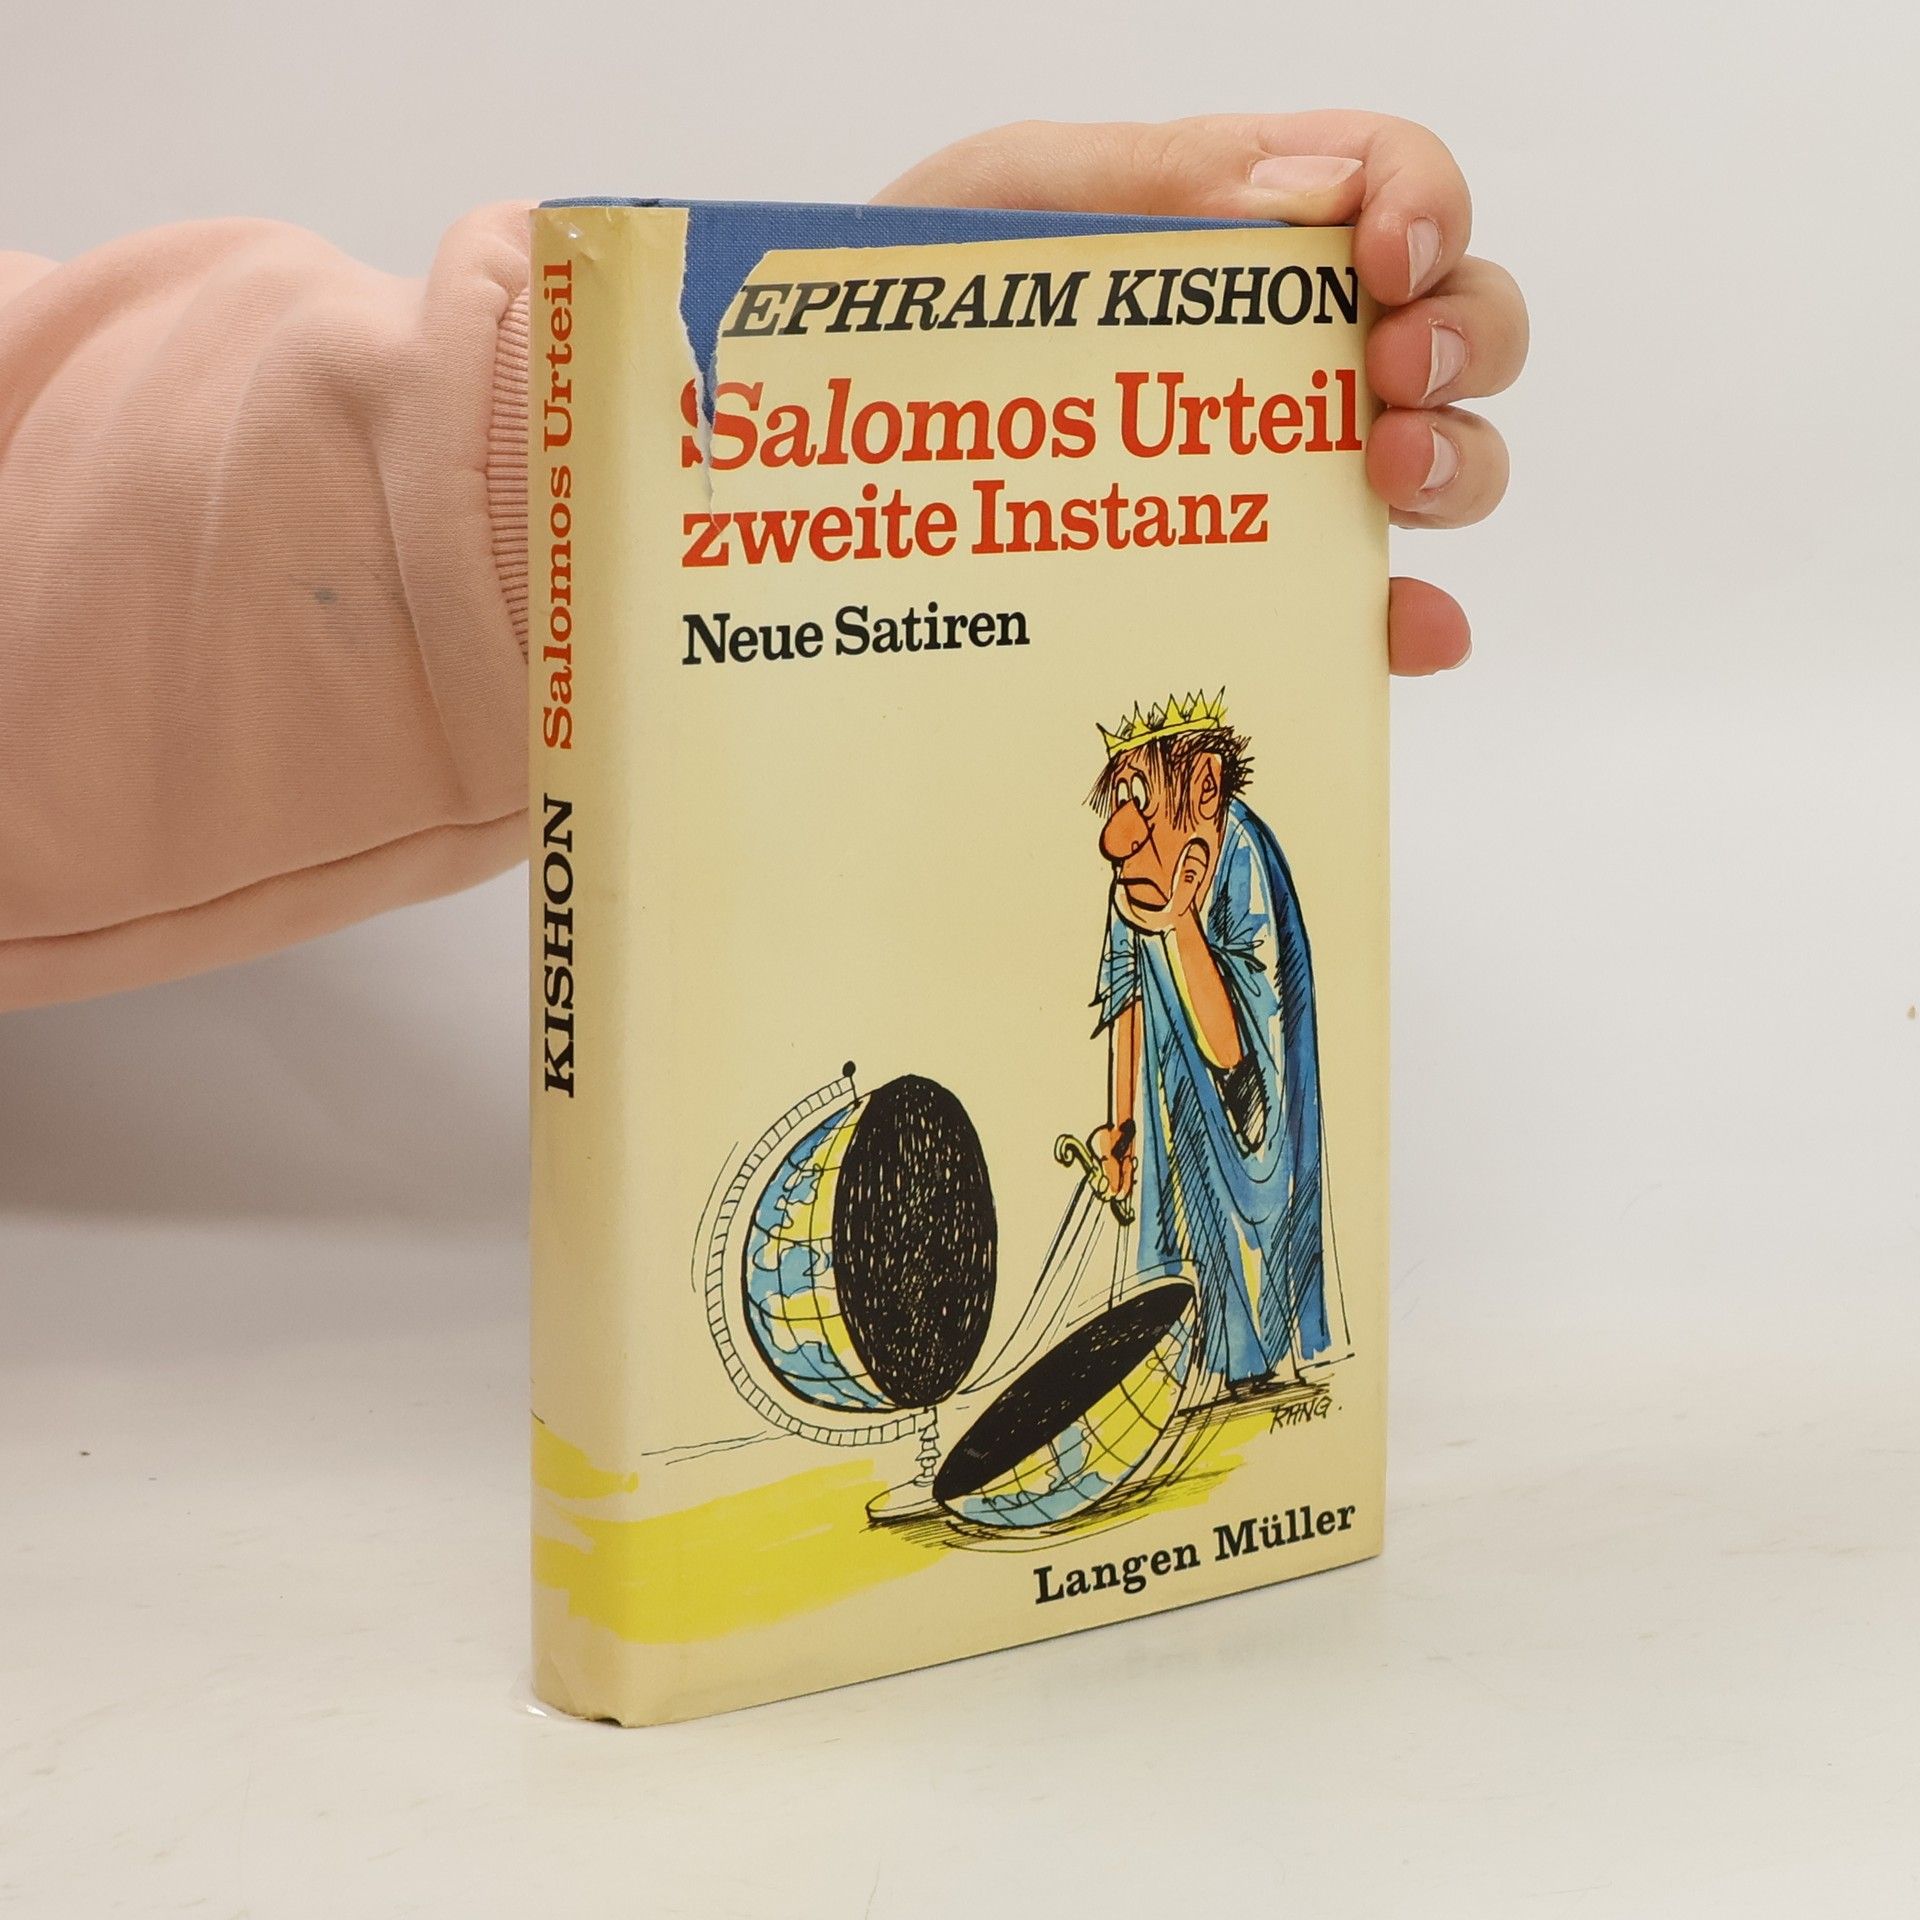 EPHRAIM KISHON
Salomos Urteil
zweite Instanz
Neue Satiren
RANG.
Langen Müller
KISHON Salomos Urteil